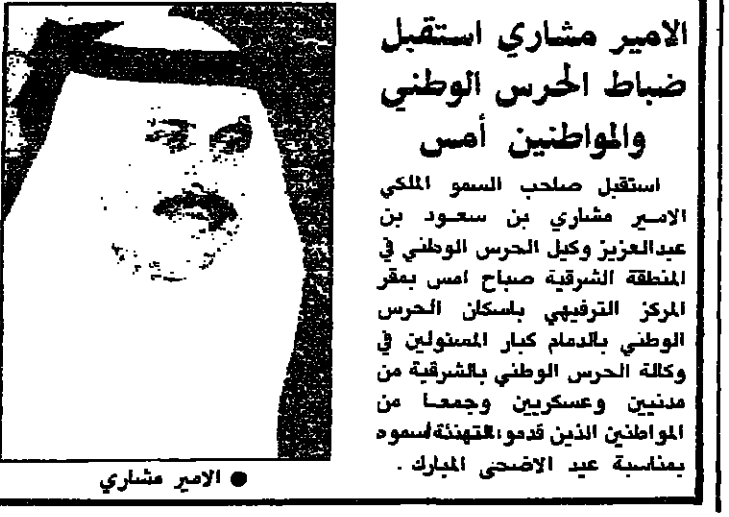 الامير مشاري استقبل
ضباط الحرس الوطني
والمواطنين أمس
استقبل صلحب السمو الملكي
الامير مشاري بن سعود بن
عبدالعزيز وكيل الحرس الوطني في
المنطقة الشرقية صباح امس بمقر
المركز الترفيهي باسكان الحرس
الوطني بالدمام كبار المسئولين في
وكالة الحرس الوطني بالشرقية من
مدنيين وعسكريين وجمعا من
المواطنين الذين قدموا التهنئة لسموه
بمناسبة عيد الاضحى المبارك .
● الامير مشاري